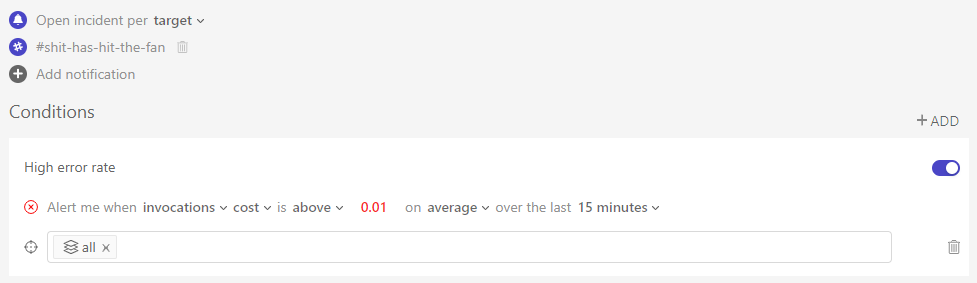 Open incident per target
#shit-has-hit-the-fan
Add notification
Conditions
+ ADD
High error rate
Alert me when invocations cost is above 0.01 on average over the last 15 minutes
all ×